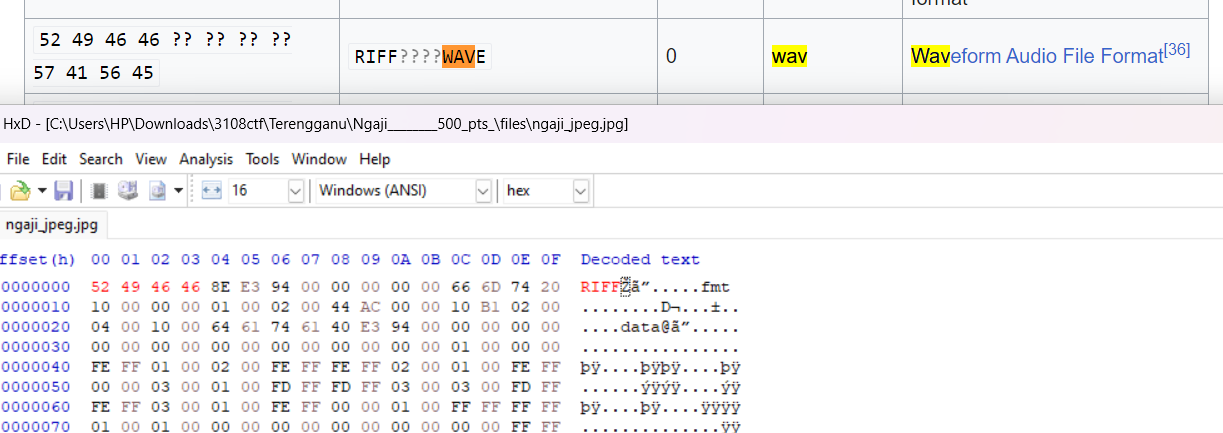 format
52 49 46 46 ?? ?? ?? ??
57 41 56 45
RIFF????WAVE
0
wav
Waveform Audio File Format[36]
HxD - [C:\Users\HP\Downloads\3108ctf\Terengganu\Ngaji________500_pts_\files\ngaji_jpeg.jpg]
File Edit Search View Analysis Tools Window Help
16 Windows (ANSI) hex
ngaji_jpeg.jpg
ffset(h) 00 01 02 03 04 05 06 07 08 09 0A 0B 0C 0D 0E 0F Decoded text
0000000 52 49 46 46 8E E3 94 00 00 00 00 00 66 6D 74 20 RIFFŽã”.....fmt
0000010 10 00 00 00 01 00 02 00 44 AC 00 00 10 B1 02 00 ........D¬...±..
0000020 04 00 10 00 64 61 74 61 40 E3 94 00 00 00 00 00 ....data@ã”.....
0000030 00 00 00 00 00 00 00 00 00 00 00 00 01 00 00 00 ................
0000040 FE FF 01 00 02 00 FE FF FE FF 02 00 01 00 FE FF þÿ....þÿþÿ....þÿ
0000050 00 00 03 00 01 00 FD FF FD FF 03 00 03 00 FD FF ......ýÿýÿ....ýÿ
0000060 FE FF 03 00 01 00 FE FF 00 00 01 00 FF FF FF FF þÿ....þÿ....ÿÿÿÿ
0000070 01 00 01 00 00 00 00 00 00 00 00 00 00 00 FF FF ..............ÿÿ